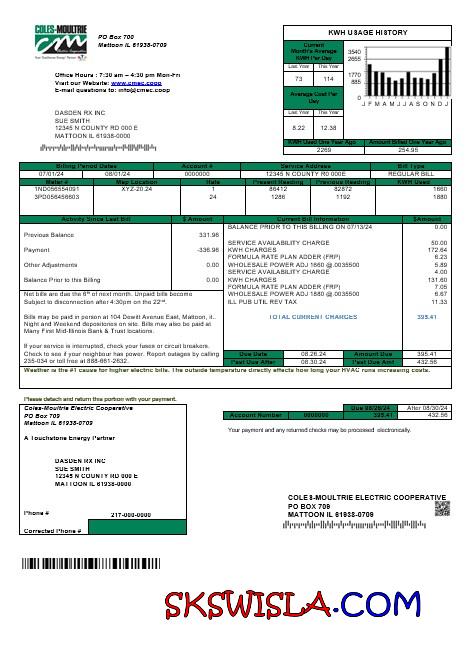 COLES-MOULTRIE
cm
PO Box 700
Mattoon IL 61938-0709
Office Hours : 7:30 am – 4:30 pm Mon-Fri
Visit our Website: www.cmec.coop
E-mail questions to: info@cmec.coop
DASDEN RX INC
SUE SMITH
12345 N COUNTY RD 000 E
MATTOON IL 61938-0709
KWH USAGE HISTORY
Current Month's Average KWH Per Day
Last Year This Year
73 114
Average Cost Per Day
Last Year This Year
8.22 12.38
3540
2655
1770
885
0
J F M A M J J A S O N D J
KWH Used One Year Ago Amount Billed One Year Ago
2269 254.95
Billing Period Dates Account # Service Address Bill Type
07/01/24 08/01/24 0000000 12345 N COUNTY R0 000E REGULAR BILL
Meter # Map Location Rate Present Reading Previous Reading KWH Used
1ND056554091 XYZ-20.24 1 86412 82872 1660
3PD056456603 24 1286 1192 1880
Activity Since Last Bill $ Amount Current Bill Information $Amount
BALANCE PRIOR TO THIS BILLING ON 07/13/24 0.00
Previous Balance 331.98
Payment -336.98
Other Adjustments 0.00
Balance Prior to this Billing 0.00
SERVICE AVAILABILITY CHARGE 50.00
KWH CHARGES 172.64
FORMULA RATE PLAN ADDER (FRP) 6.23
WHOLESALE POWER ADJ 1660 @.0035500 5.89
SERVICE AVAILABILITY CHARGE 4.00
KWH CHARGES 131.60
FORMULA RATE PLAN ADDER (FRP) 7.05
WHOLESALE POWER ADJ 1880 @.0035500 6.67
ILL PUB UTIL REV TAX 11.33
TOTAL CURRENT CHARGES 395.41
Net bills are due the 6th of next month. Unpaid bills become
Subject to disconnection after 4:30pm on the 22nd.
Bills may be paid in person at 104 Dewitt Avenue East, Mattoon, il..
Night and Weekend depositories on site. Bills may also be paid at
Many First Mid-Illinois Bank & Trust locations.
If your service is interrupted, check your fuses or circuit breakers.
Check to see if your neighbour has power. Report outages by calling
235-034 or toll free at 888-661-2632.
Due Date 08.26.24 Amount Due 395.41
Past Due After 08.30.24 Past Due Amt 432.56
Weather is the #1 cause for higher electric bills. The outside temperature directly effects how long your HVAC runs increasing costs.
Please detach and return this portion with your payment.
Coles-Moultrie Electric Cooperative
PO Box 709
Mattoon IL 61938-0709
A Touchstone Energy Partner
DASDEN RX INC
SUE SMITH
12345 N COUNTY RD 000 E
MATTOON IL 61938-0709
Phone # 217-000-0000
Corrected Phone #
Due 08/26/24 After 08/30/24
Account Number 0000000 395.41 432.56
Your payment and any returned checks may be processed electronically.
COLES-MOULTRIE ELECTRIC COOPERATIVE
PO BOX 709
MATTOON IL 61938-0709
SKSWISLA.COM